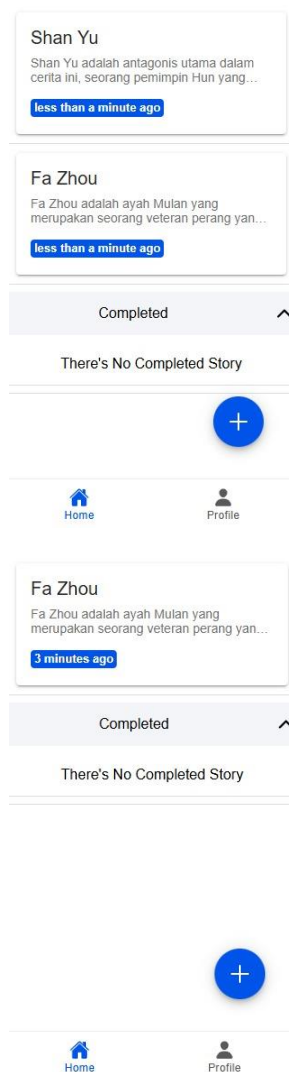 Shan Yu
Shan Yu adalah antagonis utama dalam
cerita ini, seorang pemimpin Hun yang...
less than a minute ago
Fa Zhou
Fa Zhou adalah ayah Mulan yang
merupakan seorang veteran perang yan...
less than a minute ago
Completed
There's No Completed Story
Home
Profile
Fa Zhou
Fa Zhou adalah ayah Mulan yang
merupakan seorang veteran perang yan...
3 minutes ago
Completed
There's No Completed Story
Home
Profile